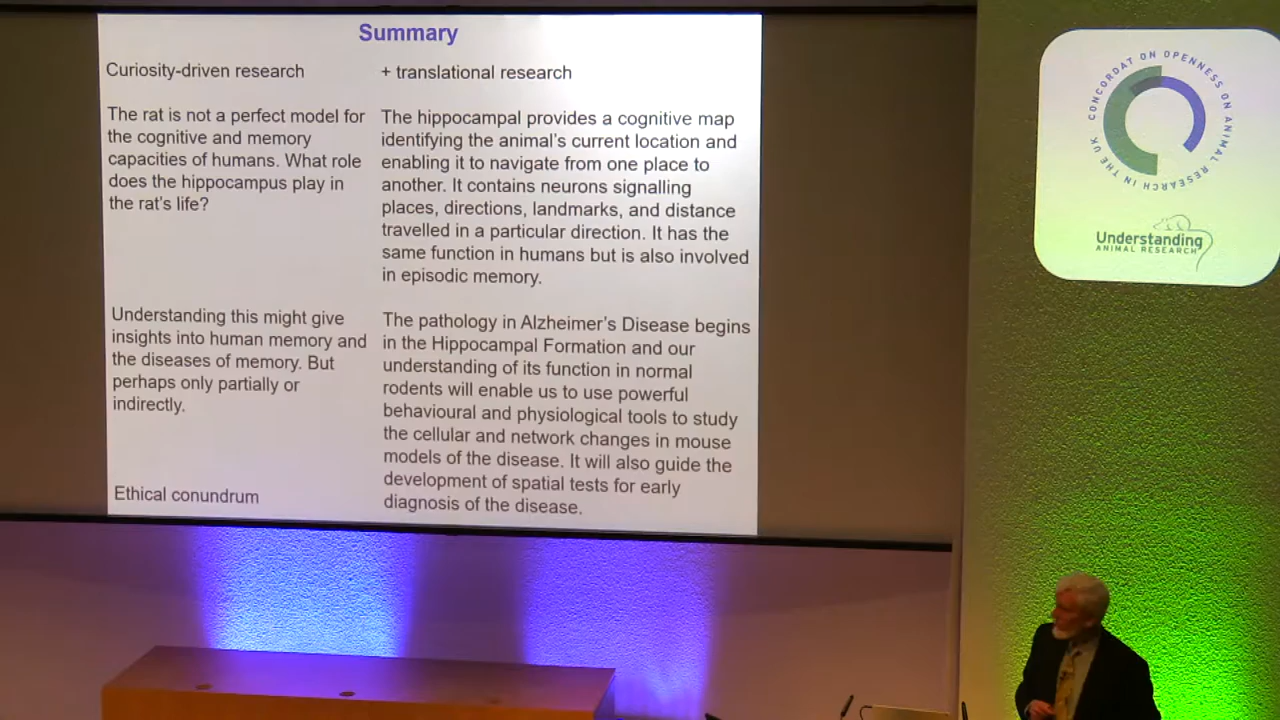 Summary
Curiosity-driven research
The rat is not a perfect model for
the cognitive and memory
capacities of humans. What role
does the hippocampus play in
the rat's life?
Understanding this might give
insights into human memory and
the diseases of memory. But
perhaps only partially or
indirectly.
Ethical conundrum
+ translational research
The hippocampal provides a cognitive map
identifying the animal's current location and
enabling it to navigate from one place to
another. It contains neurons signalling
places, directions, landmarks, and distance
travelled in a particular direction. It has the
same function in humans but is also involved
in episodic memory.
The pathology in Alzheimer's Disease begins
in the Hippocampal Formation and our
understanding of its function in normal
rodents will enable us to use powerful
behavioural and physiological tools to study
the cellular and network changes in mouse
models of the disease. It will also guide the
development of spatial tests for early
diagnosis of the disease.
CONCORDAT ON OPENNESS ON ANIMAL RESEARCH IN THE UK
Understanding
ANIMAL RESEARCH